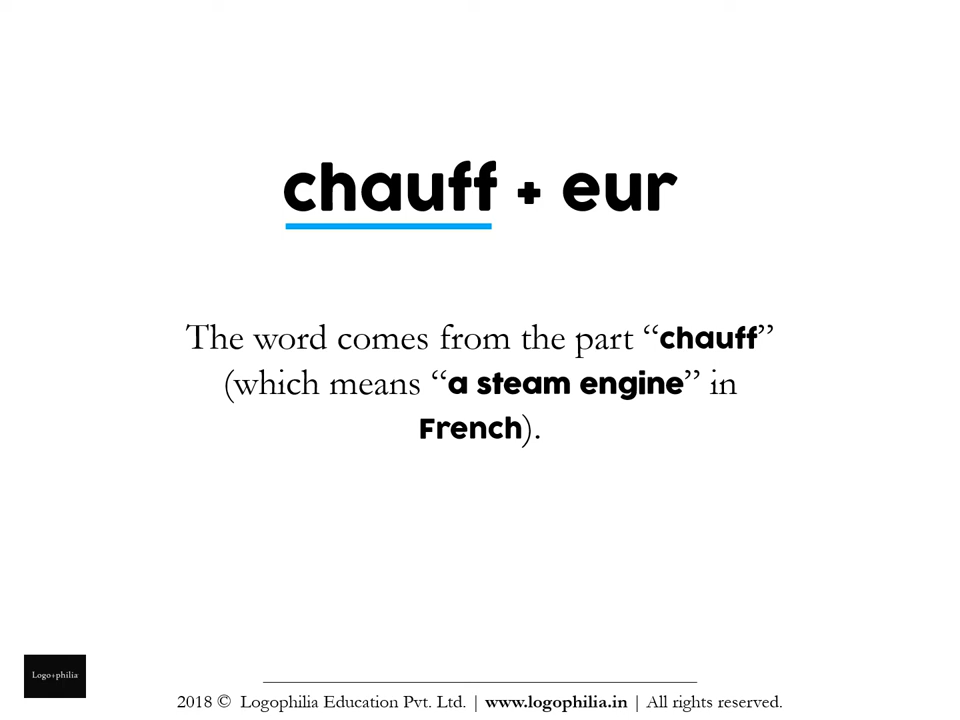 chauff + eur
The word comes from the part “chauff”
(which means “a steam engine” in
French).
Logo+philia
2018 © Logophilia Education Pvt. Ltd. | www.logophilia.in | All rights reserved.